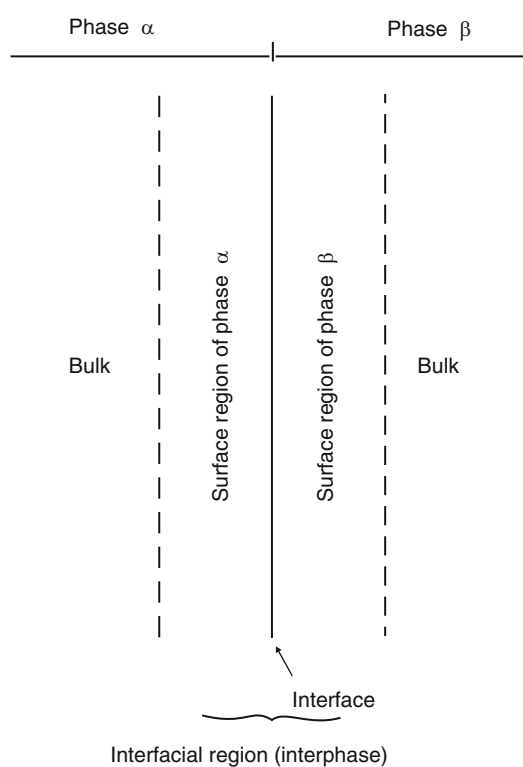 Phase α
Phase β
Bulk
Surface region of phase α
Surface region of phase β
Bulk
Interface
Interfacial region (interphase)